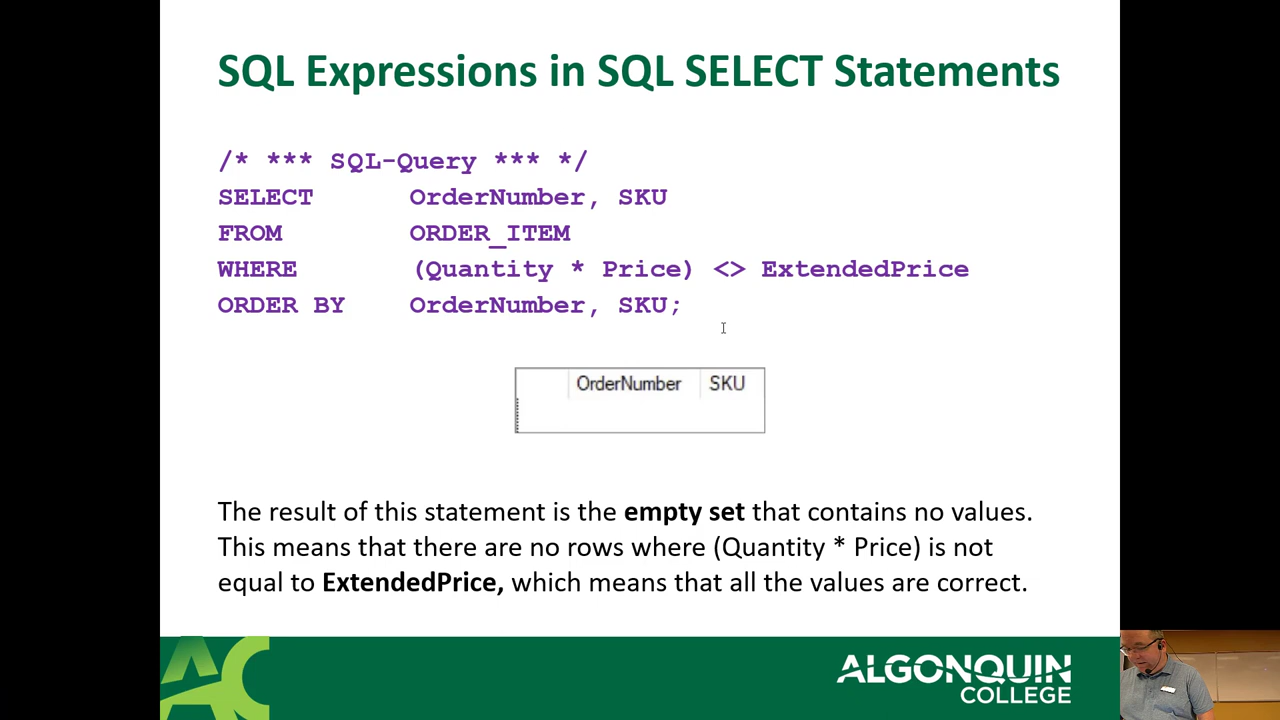 SQL Expressions in SQL SELECT Statements
/* *** SQL-Query *** */
SELECT OrderNumber, SKU
FROM ORDER_ITEM
WHERE (Quantity * Price) <> ExtendedPrice
ORDER BY OrderNumber, SKU;
OrderNumber SKU
The result of this statement is the empty set that contains no values.
This means that there are no rows where (Quantity * Price) is not
equal to ExtendedPrice, which means that all the values are correct.
AC
ALGONQUIN
COLLEGE